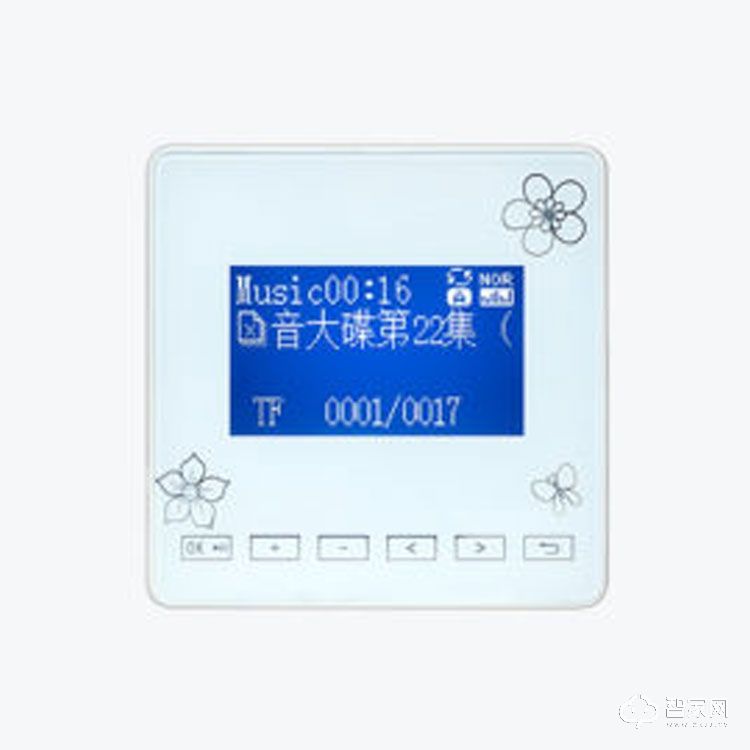 Music00:16
NOR
音大碟第22集（
TF 0001/0017
OK
+ - < >
智家网